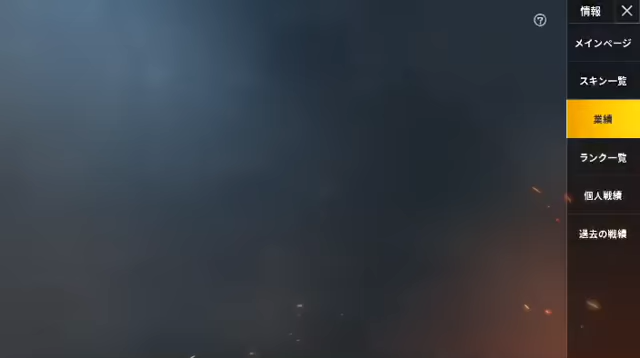 情報
メインページ
スキン一覧
業績
ランク一覧
個人戦績
過去の戦績